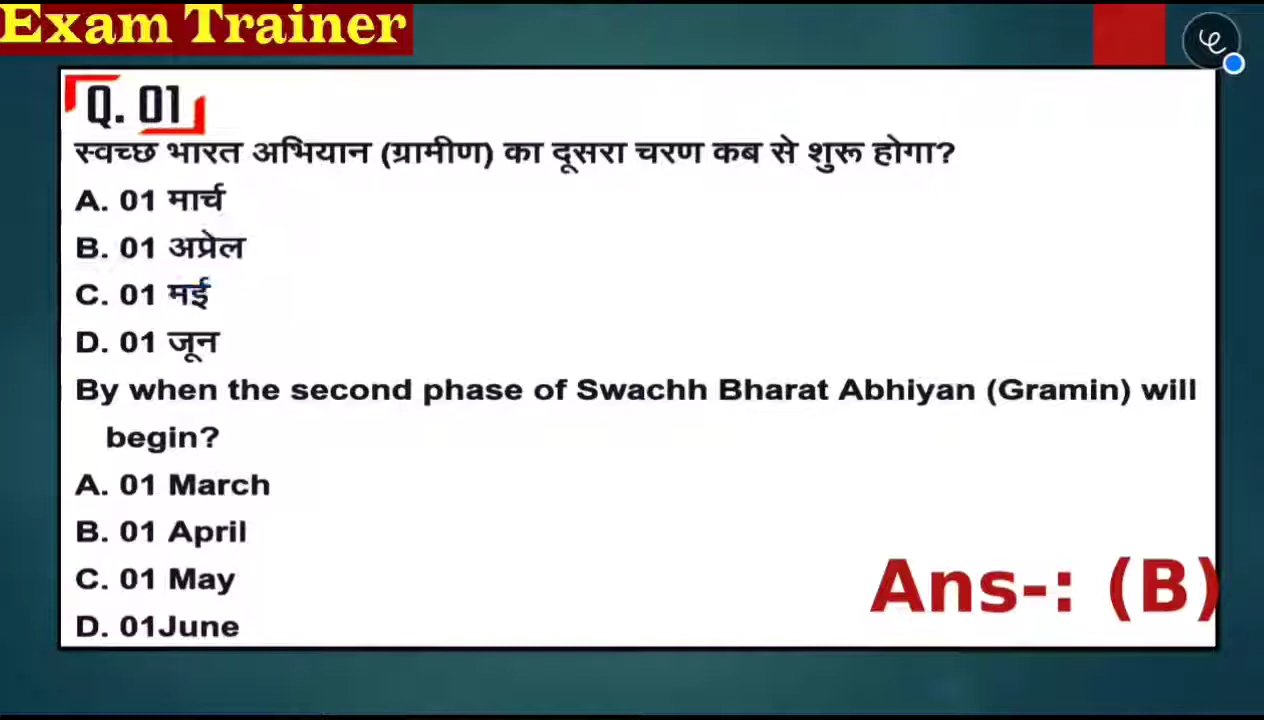 Exam Trainer
Q. 01
स्वच्छ भारत अभियान (ग्रामीण) का दूसरा चरण कब से शुरू होगा?
A. 01 मार्च
B. 01 अप्रेल
C. 01 मई
D. 01 जून
By when the second phase of Swachh Bharat Abhiyan (Gramin) will
begin?
A. 01 March
B. 01 April
C. 01 May
D. 01June
Ans-: (B)